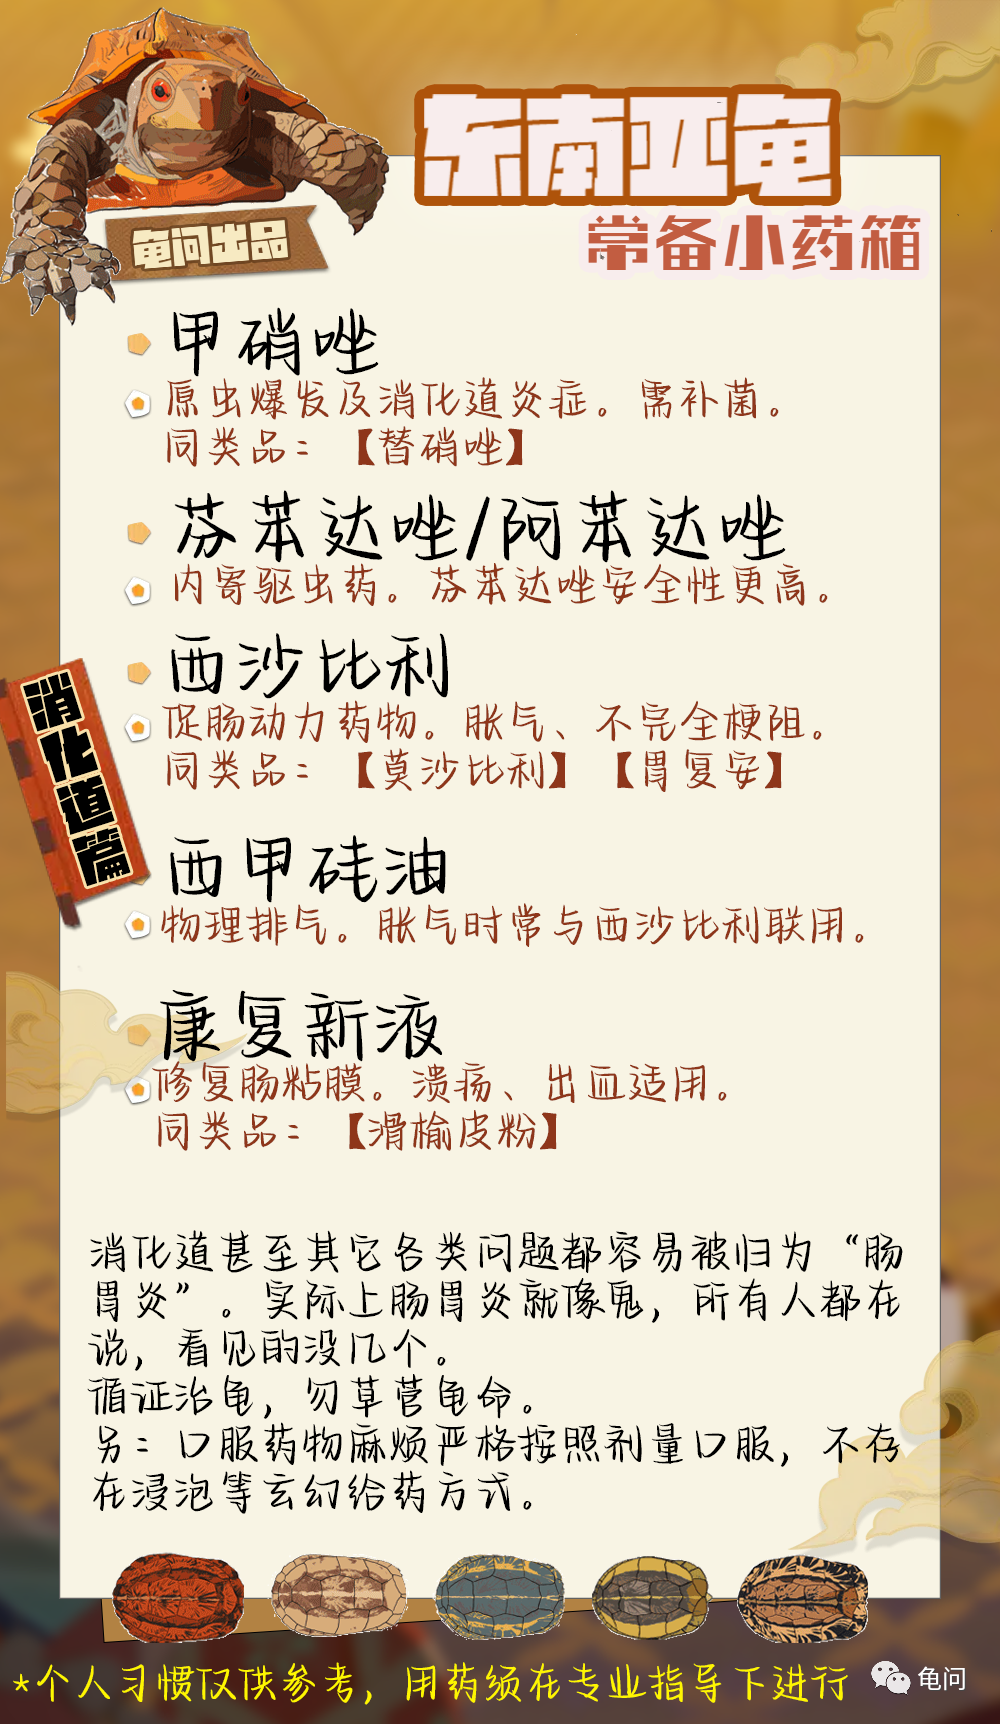 东南亚龟
常备小药箱
龟问出品
甲硝唑
原虫爆发及消化道炎症。需补菌。
同类品：【替硝唑】
芬苯达唑/阿苯达唑
内寄驱虫药。芬苯达唑安全性更高。
西沙比利
促肠动力药物。胀气、不完全梗阻。
同类品：【莫沙比利】【胃复安】
消化道篇
西甲硅油
物理排气。胀气时常与西沙比利联用。
康复新液
修复肠粘膜。溃疡、出血适用。
同类品：【滑榆皮粉】
消化道甚至其它各类问题都容易被归为“肠
胃炎”。实际上肠胃炎就像鬼，所有人都在
说，看见的没几个。
循证治龟，勿草菅龟命。
另：口服药物麻烦严格按照剂量口服，不存
在浸泡等玄幻给药方式。
*个人习惯仅供参考，用药须在专业指导下进行
龟问